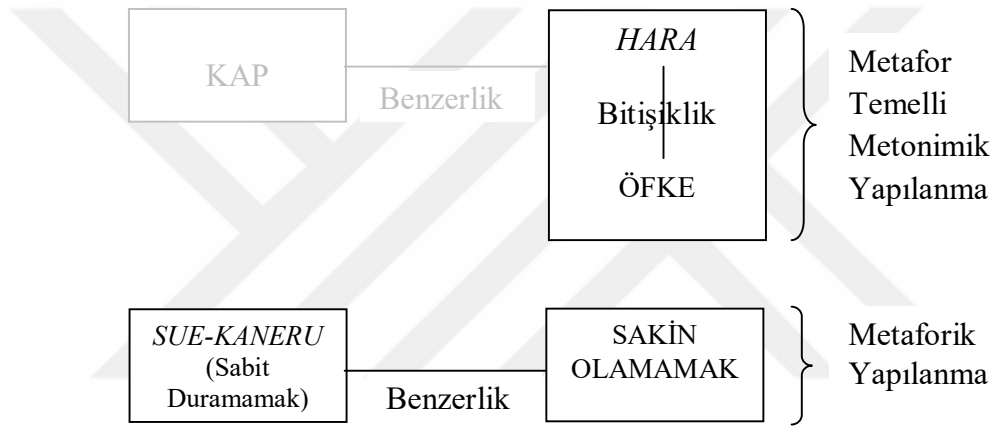 HARA
KAP
Benzerlik
Bitişiklik
ÖFKE
Metafor
Temelli
Metonimik
Yapılanma
SUE-KANERU
(Sabit
Duramamak)
Benzerlik
SAKİN
OLAMAMAK
Metaforik
Yapılanma